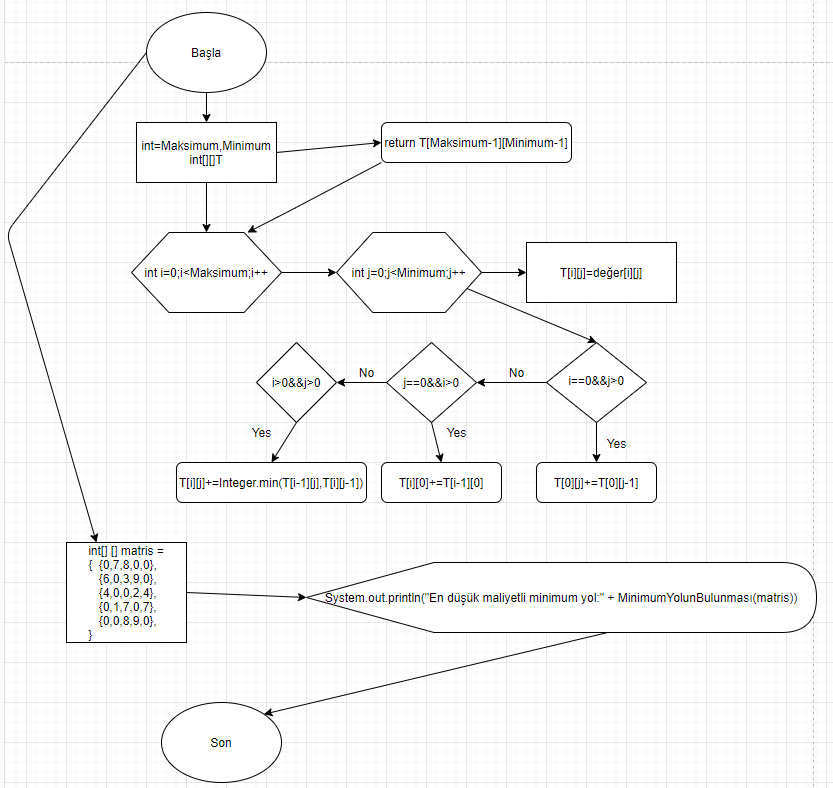 Başla
int=Maksimum,Minimum
int[][]T
return T[Maksimum-1][Minimum-1]
int i=0;i<Maksimum;i++
int j=0;j<Minimum;j++
T[i][j]=değer[i][j]
i>0&&j>0
No
j==0&&i>0
No
i==0&&j>0
Yes
Yes
Yes
T[i][j]+=Integer.min(T[i-1][j],T[i][j-1])
T[i][0]+=T[i-1][0]
T[0][j]+=T[0][j-1]
int[] [] matris =
{ {0,7,8,0,0},
{6,0,3,9,0},
{4,0,0,2,4},
{0,1,7,0,7},
{0,0,8,9,0},
}
System.out.println("En düşük maliyetli minimum yol:" + MinimumYolunBulunması(matris))
Son